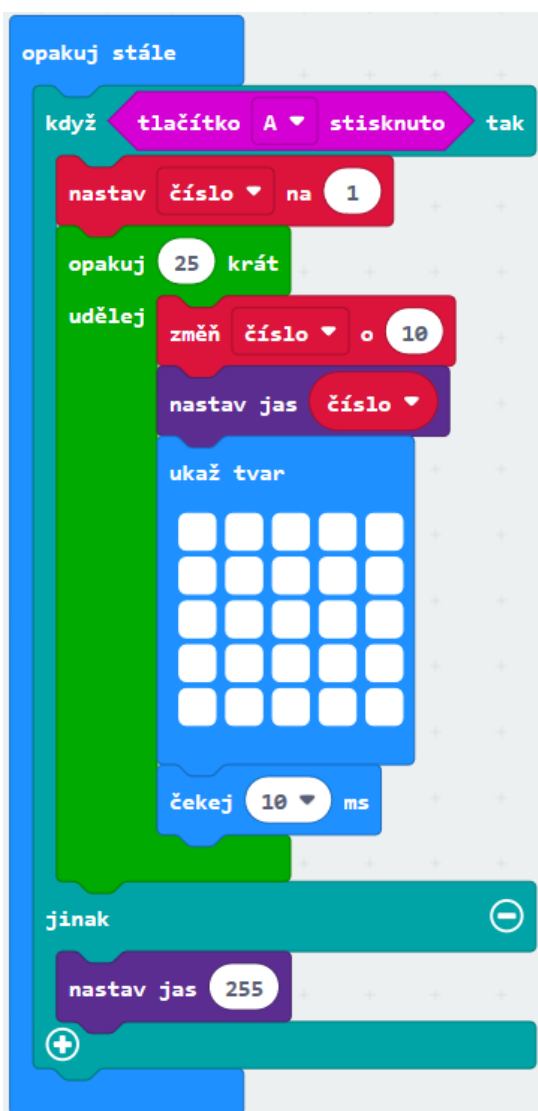 opakuj stále
když tlačítko A stisknuto tak
nastav číslo na 1
opakuj 25 krát
udělej
změň číslo o 10
nastav jas číslo
ukaž tvar
čekej 10 ms
jinak
nastav jas 255